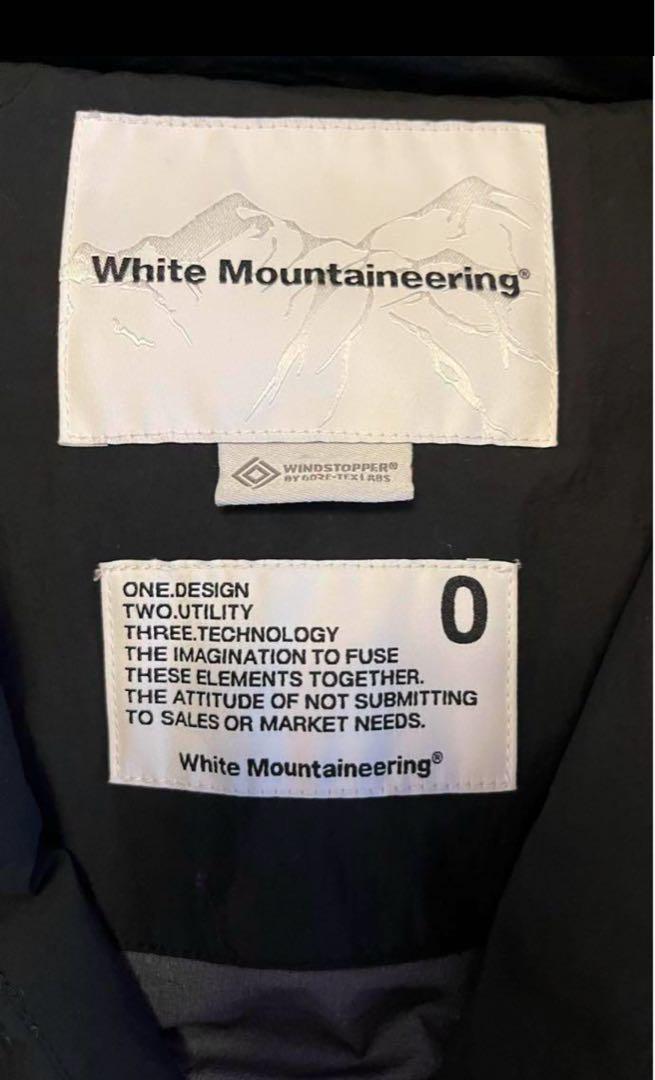 White Mountaineering®
WINDSTOPPER®
BY GORE-TEX LABS
0
ONE.DESIGN
TWO.UTILITY
THREE.TECHNOLOGY
THE IMAGINATION TO FUSE
THESE ELEMENTS TOGETHER.
THE ATTITUDE OF NOT SUBMITTING
TO SALES OR MARKET NEEDS.
White Mountaineering®